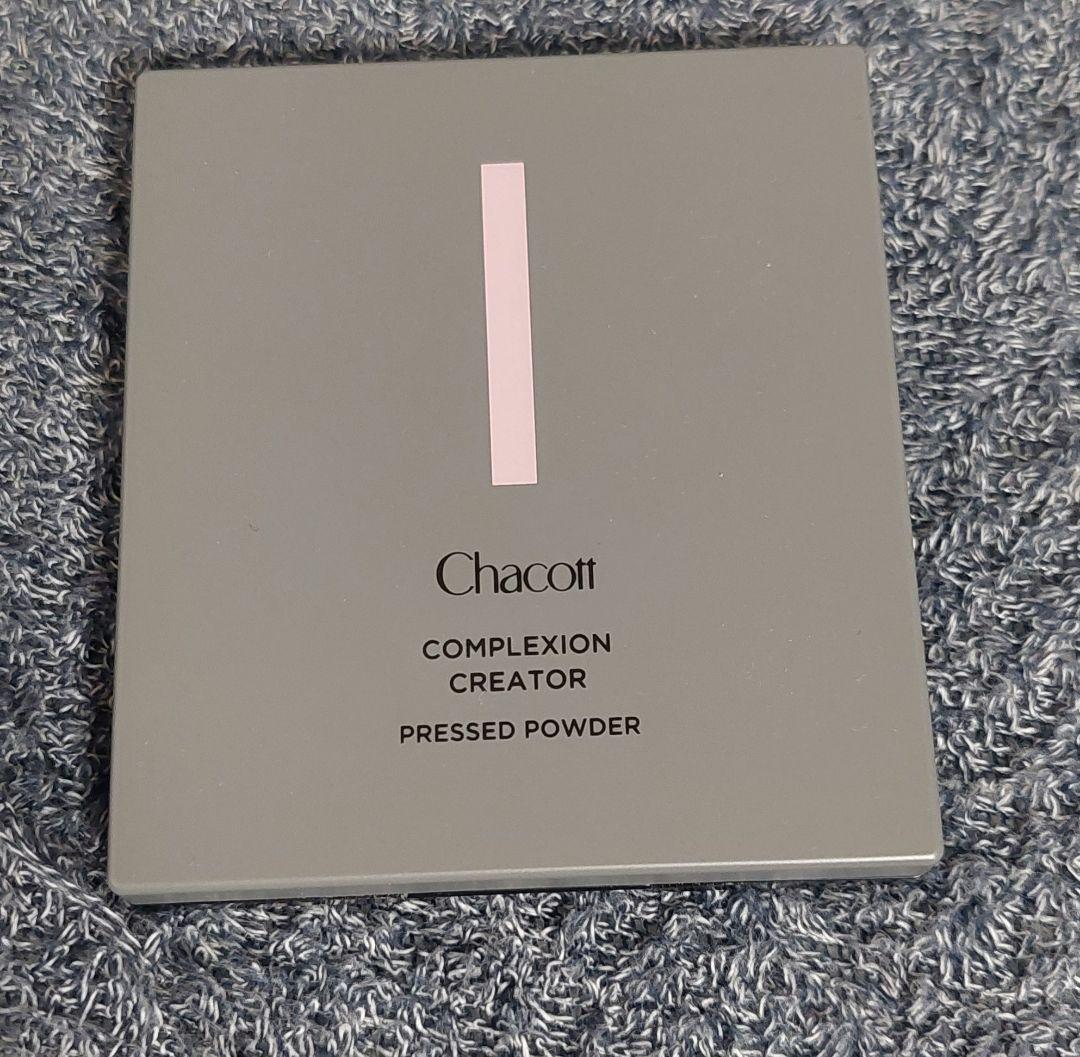 Chacott
COMPLEXION
CREATOR
PRESSED POWDER